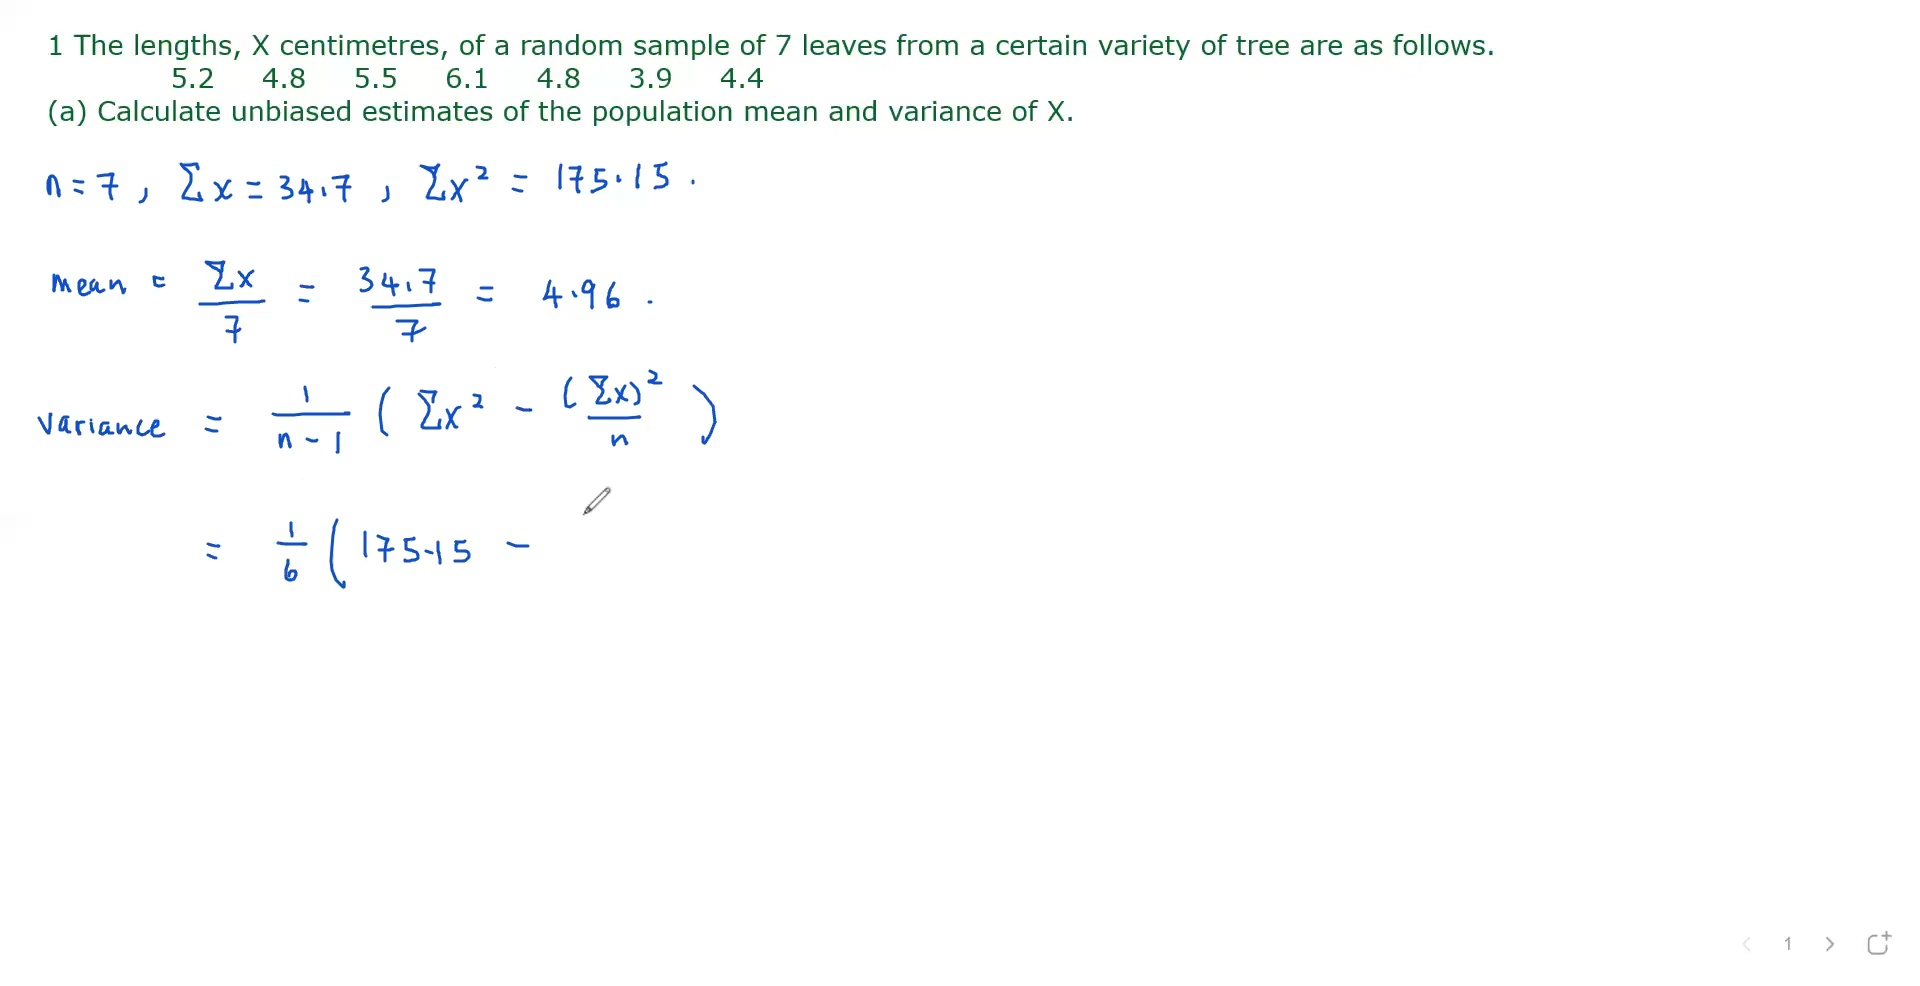 1 The lengths, X centimetres, of a random sample of 7 leaves from a certain variety of tree are as follows.
5.2 4.8 5.5 6.1 4.8 3.9 4.4
(a) Calculate unbiased estimates of the population mean and variance of X.
n = 7 , Σx = 34.7 , Σx² = 175.15 .
mean = Σx/7 = 34.7/7 = 4.96 .
variance = 1/(n-1) ( Σx² - (Σx)²/n )
= 1/6 ( 175.15 -
1